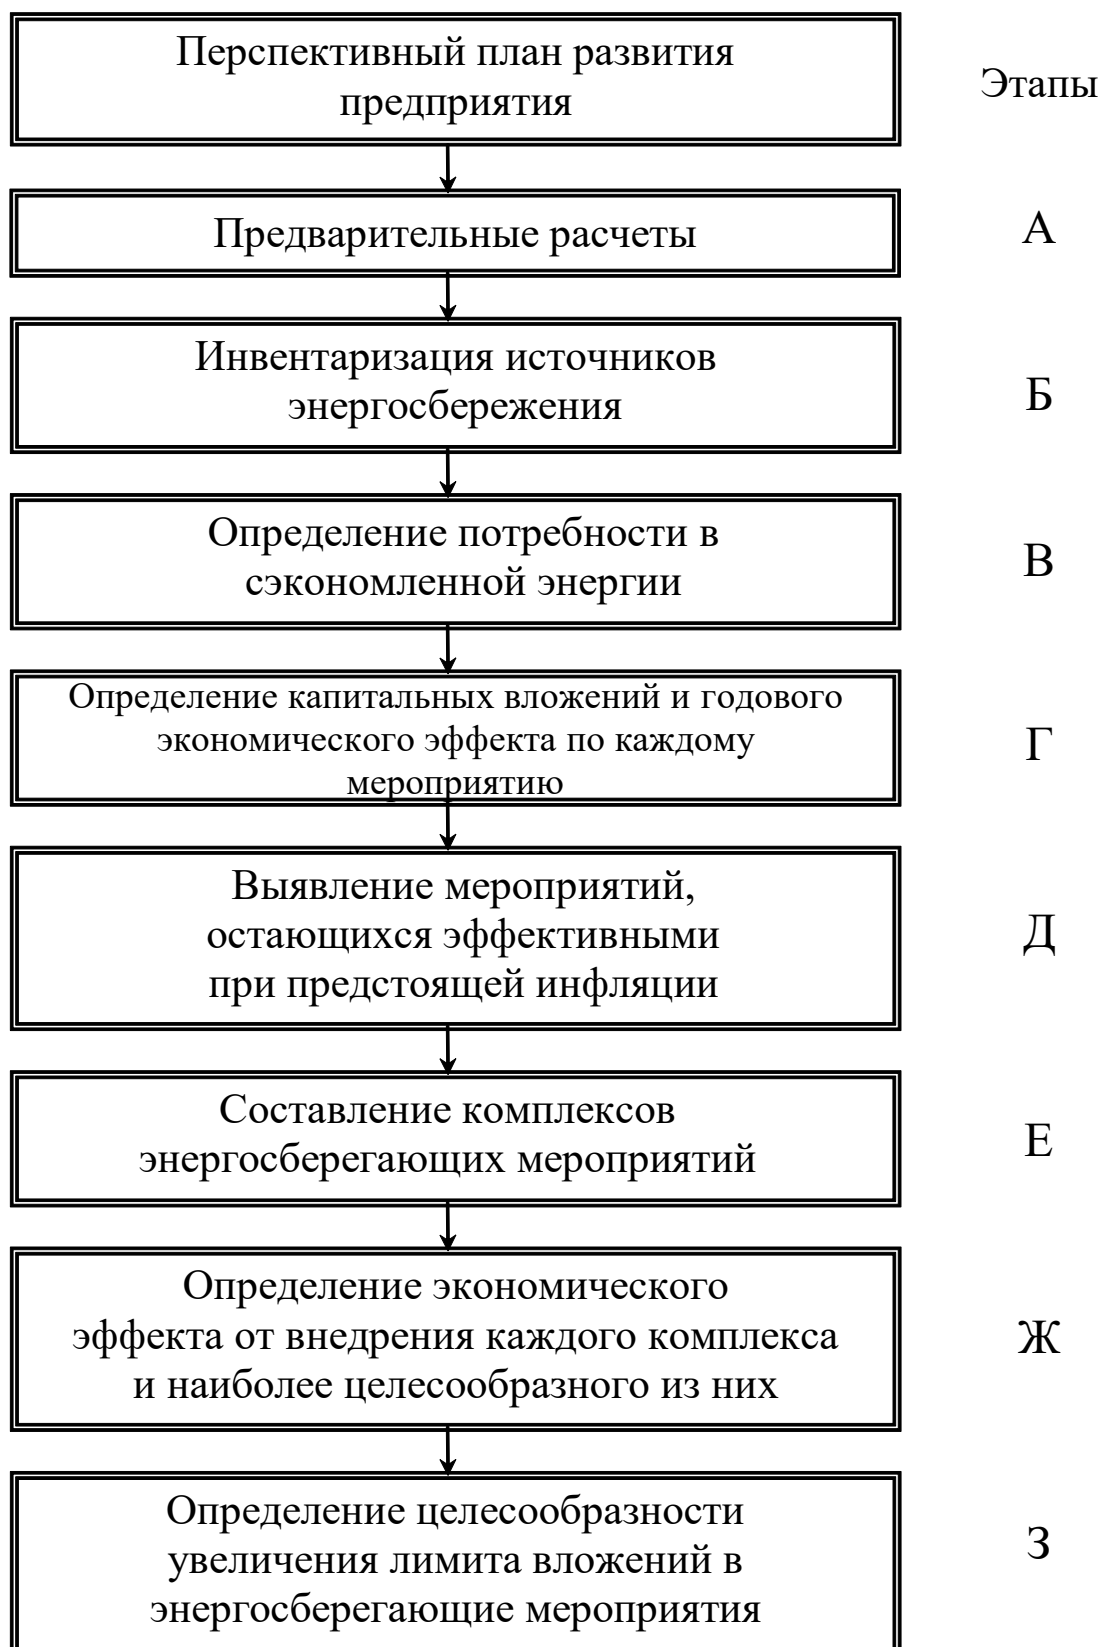 Перспективный план развития
предприятия
Этапы
Предварительные расчеты
А
Инвентаризация источников
энергосбережения
Б
Определение потребности в
сэкономленной энергии
В
Определение капитальных вложений и годового
экономического эффекта по каждому
мероприятию
Г
Выявление мероприятий,
остающихся эффективными
при предстоящей инфляции
Д
Составление комплексов
энергосберегающих мероприятий
Е
Определение экономического
эффекта от внедрения каждого комплекса
и наиболее целесообразного из них
Ж
Определение целесообразности
увеличения лимита вложений в
энергосберегающие мероприятия
З